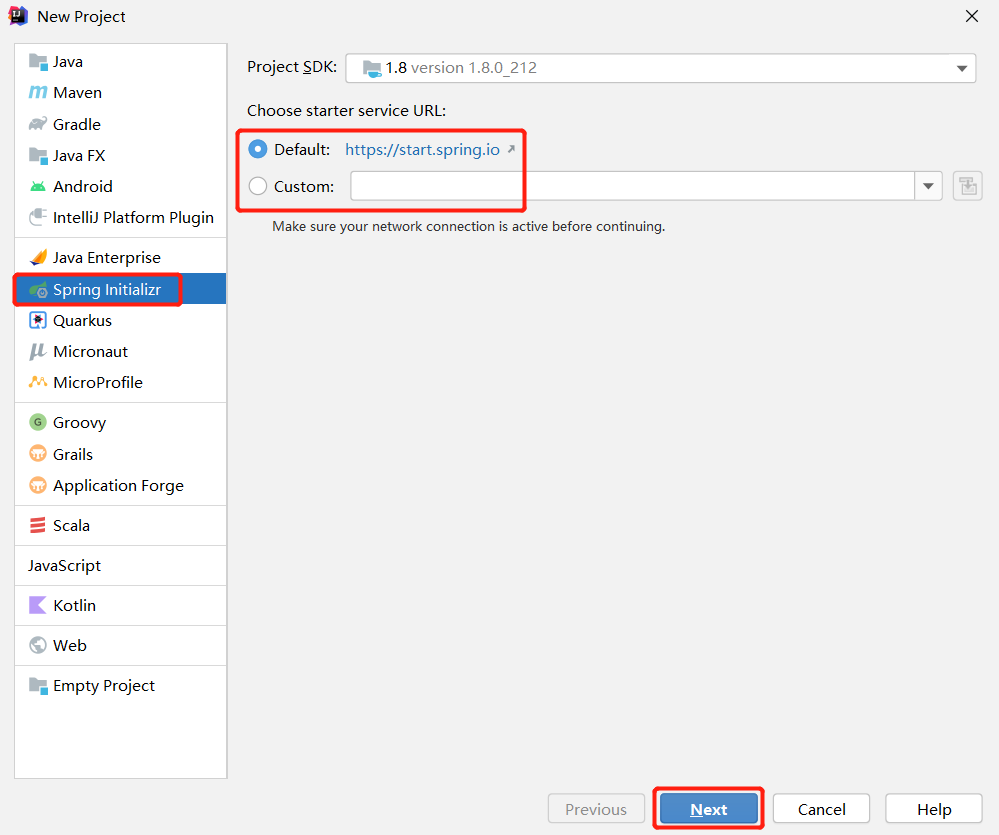 New Project
Java
Maven
Gradle
Java FX
Android
IntelliJ Platform Plugin
Java Enterprise
Spring Initializr
Quarkus
Micronaut
MicroProfile
Groovy
Grails
Application Forge
Scala
JavaScript
Kotlin
Web
Empty Project
Project SDK: 1.8 version 1.8.0_212
Choose starter service URL:
Default: https://start.spring.io
Custom:
Make sure your network connection is active before continuing.
Previous Next Cancel Help